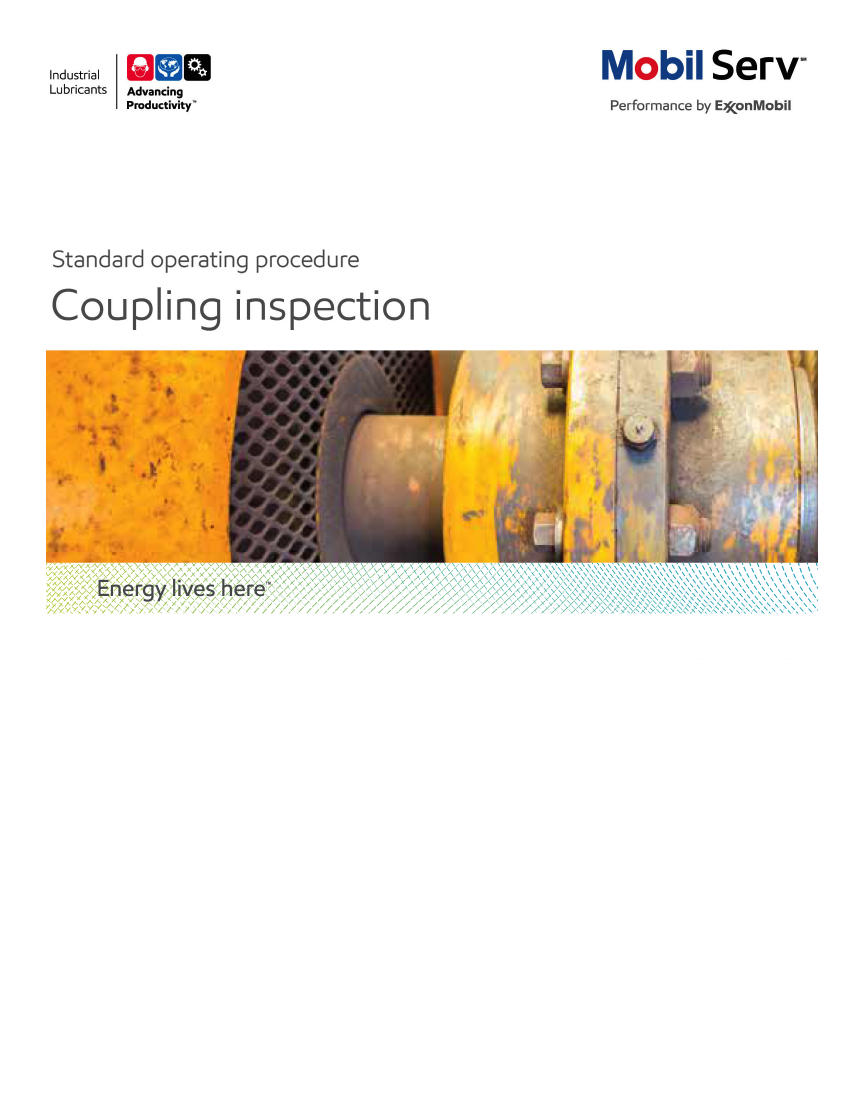 Industrial
Lubricants
Advancing
Productivity™
Mobil Serv℠
Performance by ExxonMobil
Standard operating procedure
Coupling inspection
Energy lives here™